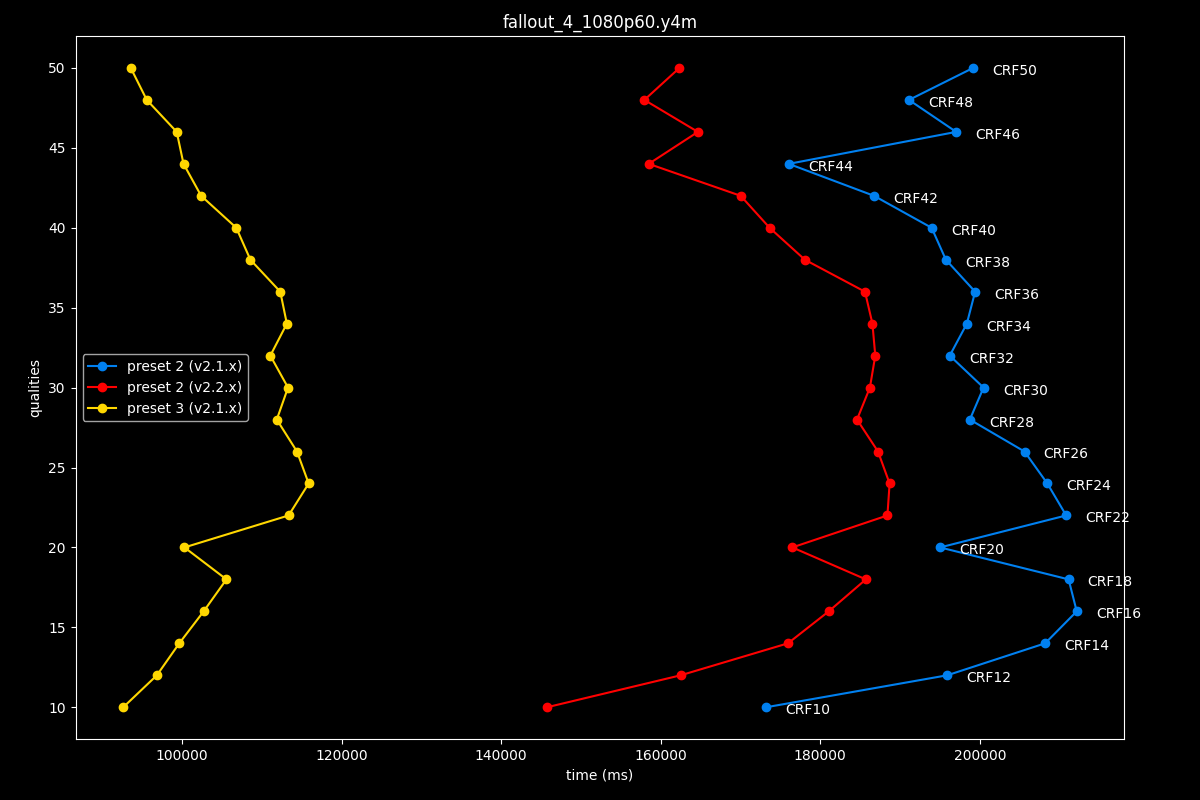 fallout_4_1080p60.y4m
50
45
40
35
30
25
20
15
10
qualities
preset 2 (v2.1.x)
preset 2 (v2.2.x)
preset 3 (v2.1.x)
CRF50
CRF48
CRF46
CRF44
CRF42
CRF40
CRF38
CRF36
CRF34
CRF32
CRF30
CRF28
CRF26
CRF24
CRF22
CRF20
CRF18
CRF16
CRF14
CRF12
CRF10
100000 120000 140000 160000 180000 200000
time (ms)